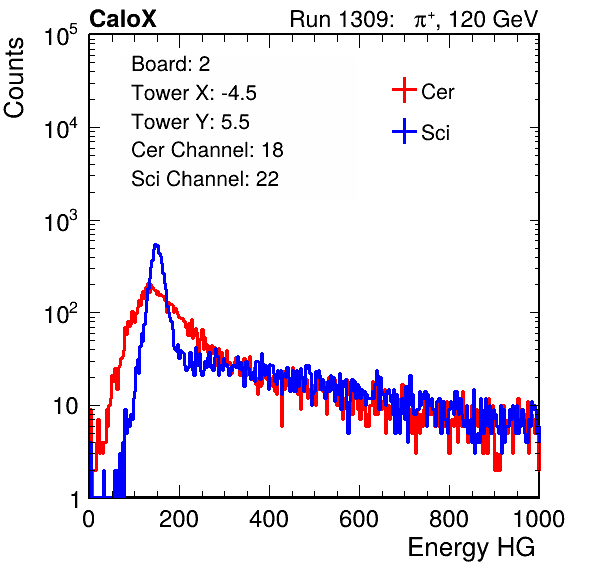 CaloX Run 1309: π⁺, 120 GeV
Board: 2
Tower X: -4.5
Tower Y: 5.5
Cer Channel: 18
Sci Channel: 22
Cer
Sci
Counts
10⁵
10⁴
10³
10²
10
1
0 200 400 600 800 1000
Energy HG